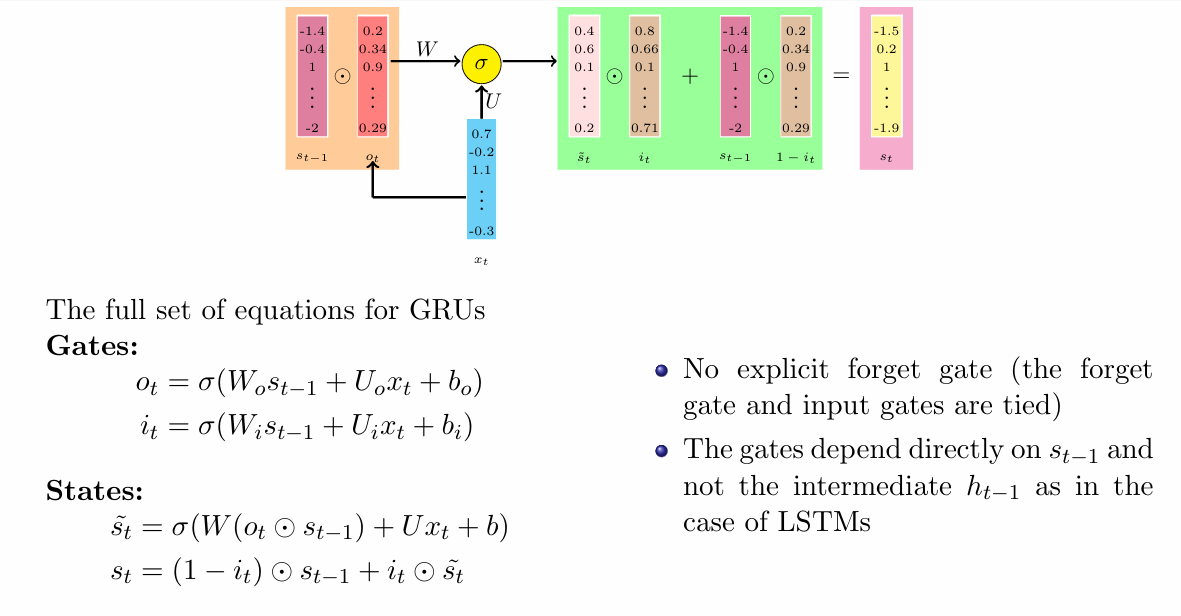 -1.4 0.2 0.4 0.8 -1.4 0.2 -1.5
-0.4 0.34 W σ 0.6 0.66 -0.4 0.34 0.2
1 ⊙ 0.9 0.1 ⊙ 0.1 + 1 ⊙ 0.9 = 1
⋮ ⋮ U ⋮ ⋮ ⋮ ⋮ ⋮
-2 0.29 0.2 0.71 -2 0.29 -1.9
s_{t−1} o_t s̃_t i_t s_{t−1} 1 − i_t s_t
0.7
-0.2
1.1
⋮
-0.3
x_t
The full set of equations for GRUs
Gates:
o_t = σ(W_o s_{t−1} + U_o x_t + b_o)
i_t = σ(W_i s_{t−1} + U_i x_t + b_i)
States:
s̃_t = σ(W(o_t ⊙ s_{t−1}) + U x_t + b)
s_t = (1 − i_t) ⊙ s_{t−1} + i_t ⊙ s̃_t
No explicit forget gate (the forget
gate and input gates are tied)
The gates depend directly on s_{t−1} and
not the intermediate h_{t−1} as in the
case of LSTMs